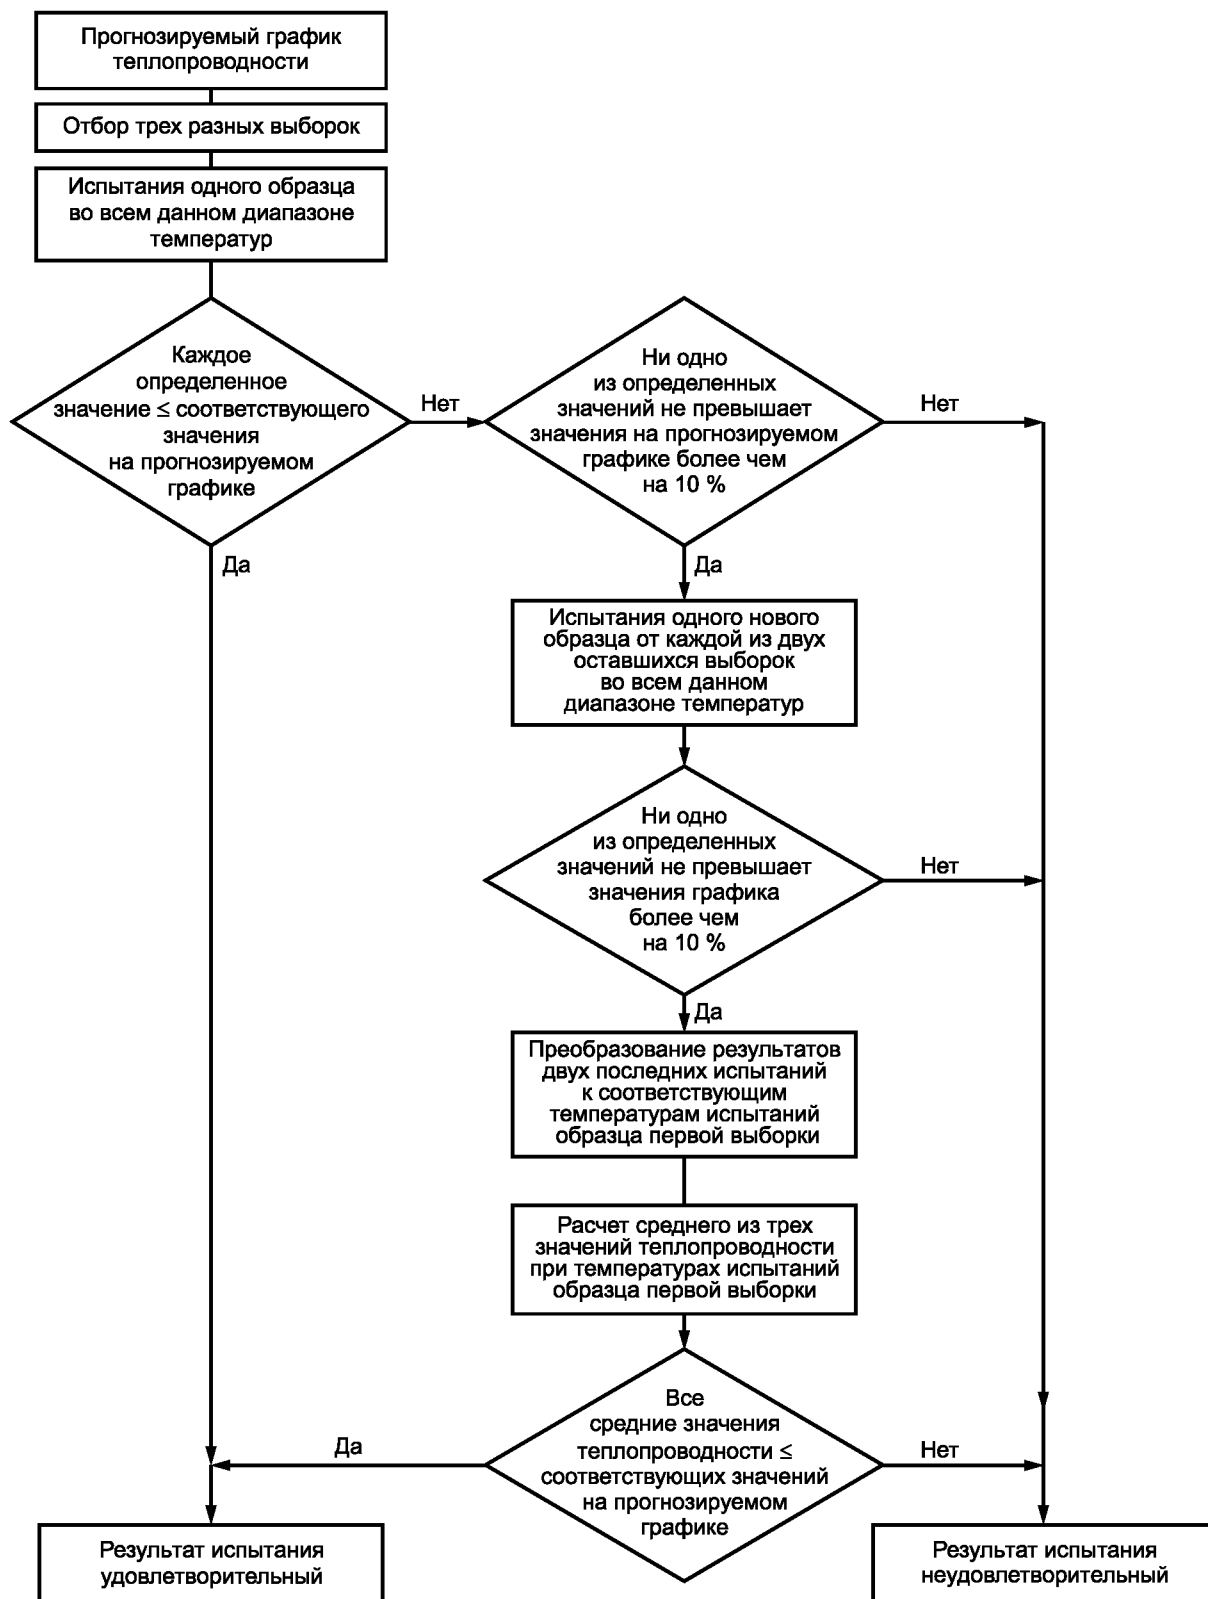 Прогнозируемый график
теплопроводности
Отбор трех разных выборок
Испытания одного образца
во всем данном диапазоне
температур
Каждое
определенное
значение ≤ соответствующего
значения
на прогнозируемом
графике
Нет
Ни одно
из определенных
значений не превышает
значения на прогнозируемом
графике более чем
на 10 %
Нет
Да
Да
Испытания одного нового
образца от каждой из двух
оставшихся выборок
во всем данном
диапазоне температур
Ни одно
из определенных
значений не превышает
значения графика
более чем
на 10 %
Нет
Да
Преобразование результатов
двух последних испытаний
к соответствующим
температурам испытаний
образца первой выборки
Расчет среднего из трех
значений теплопроводности
при температурах испытаний
образца первой выборки
Все
средние значения
теплопроводности ≤
соответствующих значений
на прогнозируемом
графике
Да
Нет
Результат испытания
удовлетворительный
Результат испытания
неудовлетворительный